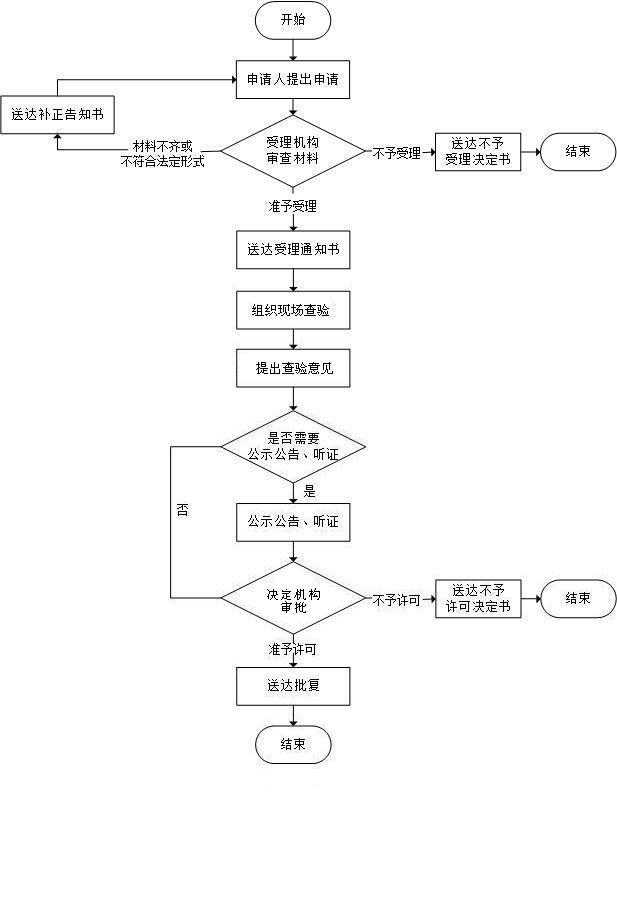 开始
申请人提出申请
送达补正告知书
材料不齐或
不符合法定形式
受理机构
审查材料
不予受理
送达不予
受理决定书
结束
准予受理
送达受理通知书
组织现场查验
提出查验意见
是否需要
公示公告、听证
是
否
公示公告、听证
决定机构
审批
不予许可
送达不予
许可决定书
结束
准予许可
送达批复
结束